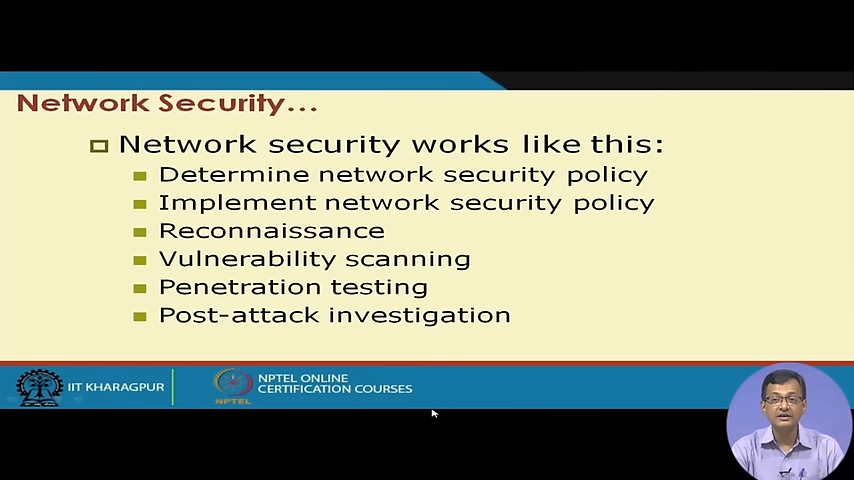 Network Security...
Network security works like this:
Determine network security policy
Implement network security policy
Reconnaissance
Vulnerability scanning
Penetration testing
Post-attack investigation
IIT KHARAGPUR
NPTEL ONLINE
CERTIFICATION COURSES
NPTEL